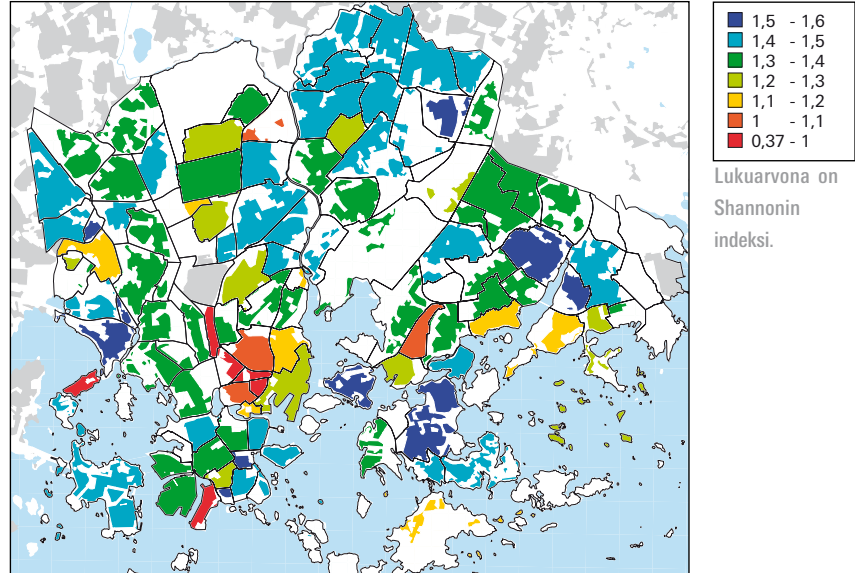 1,5 - 1,6
1,4 - 1,5
1,3 - 1,4
1,2 - 1,3
1,1 - 1,2
1 - 1,1
0,37 - 1
Lukuarvona on
Shannonin
indeksi.